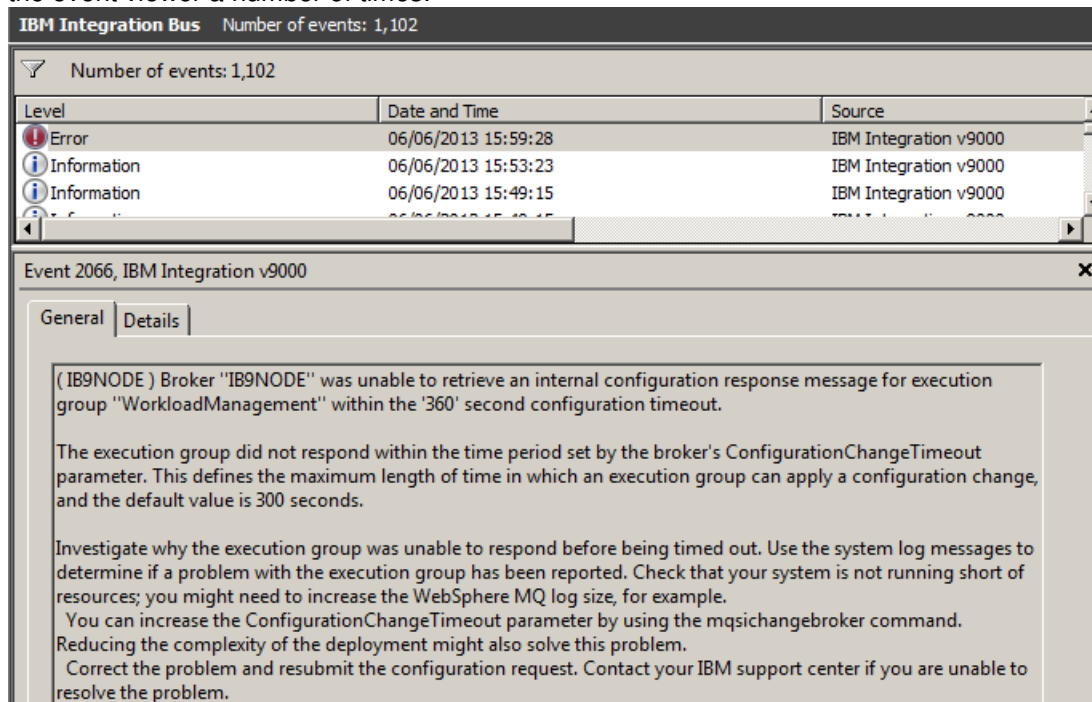 the event viewer a number of times.
IBM Integration Bus Number of events: 1,102
Number of events: 1,102
Level Date and Time Source
Error 06/06/2013 15:59:28 IBM Integration v9000
Information 06/06/2013 15:53:23 IBM Integration v9000
Information 06/06/2013 15:49:15 IBM Integration v9000
Event 2066, IBM Integration v9000
General Details
( IB9NODE ) Broker ''IB9NODE'' was unable to retrieve an internal configuration response message for execution
group ''WorkloadManagement'' within the '360' second configuration timeout.
The execution group did not respond within the time period set by the broker's ConfigurationChangeTimeout
parameter. This defines the maximum length of time in which an execution group can apply a configuration change,
and the default value is 300 seconds.
Investigate why the execution group was unable to respond before being timed out. Use the system log messages to
determine if a problem with the execution group has been reported. Check that your system is not running short of
resources; you might need to increase the WebSphere MQ log size, for example.
You can increase the ConfigurationChangeTimeout parameter by using the mqsichangebroker command.
Reducing the complexity of the deployment might also solve this problem.
Correct the problem and resubmit the configuration request. Contact your IBM support center if you are unable to
resolve the problem.